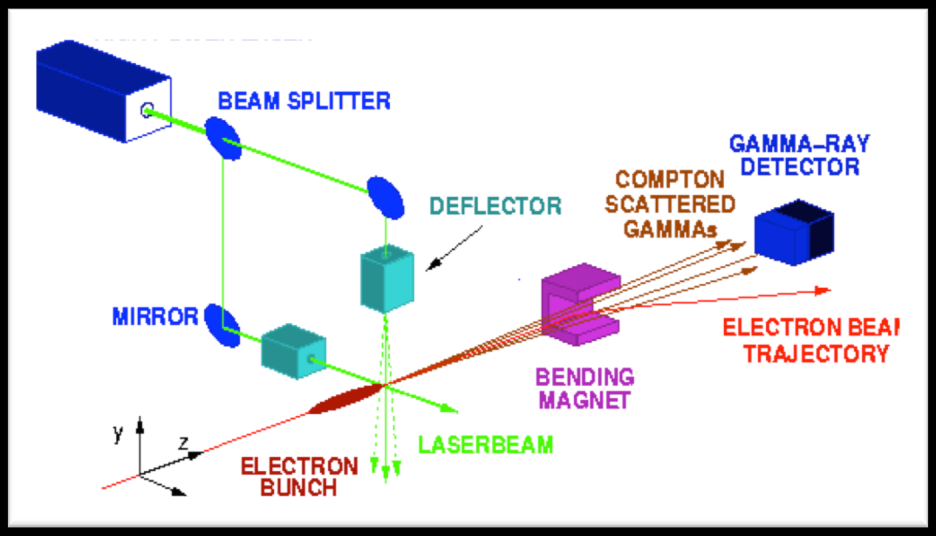 BEAM SPLITTER
GAMMA–RAY
DETECTOR
COMPTON
SCATTERED
GAMMAs
DEFLECTOR
MIRROR
ELECTRON BEA
TRAJECTORY
BENDING
MAGNET
y
z
LASERBEAM
ELECTRON
BUNCH